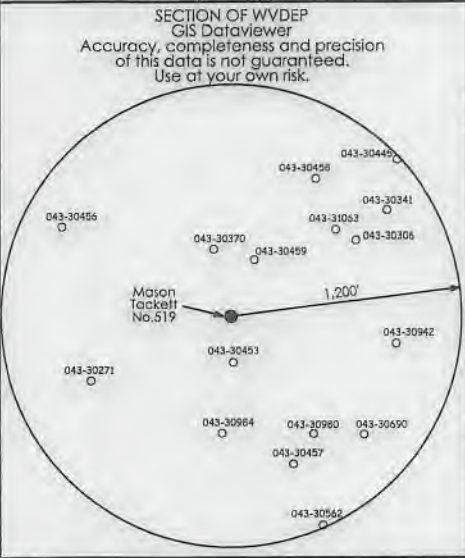 SECTION OF WVDEP
GIS Dataviewer
Accuracy, completeness and precision
of this data is not guaranteed.
Use at your own risk.
043-30445
043-30458
043-30341
043-30456
043-31063
043-30370
043-30306
043-30459
Mason
Tackett
No.519
1,200'
043-30942
043-30453
043-30271
043-30984
043-30980
043-30690
043-30457
043-30562